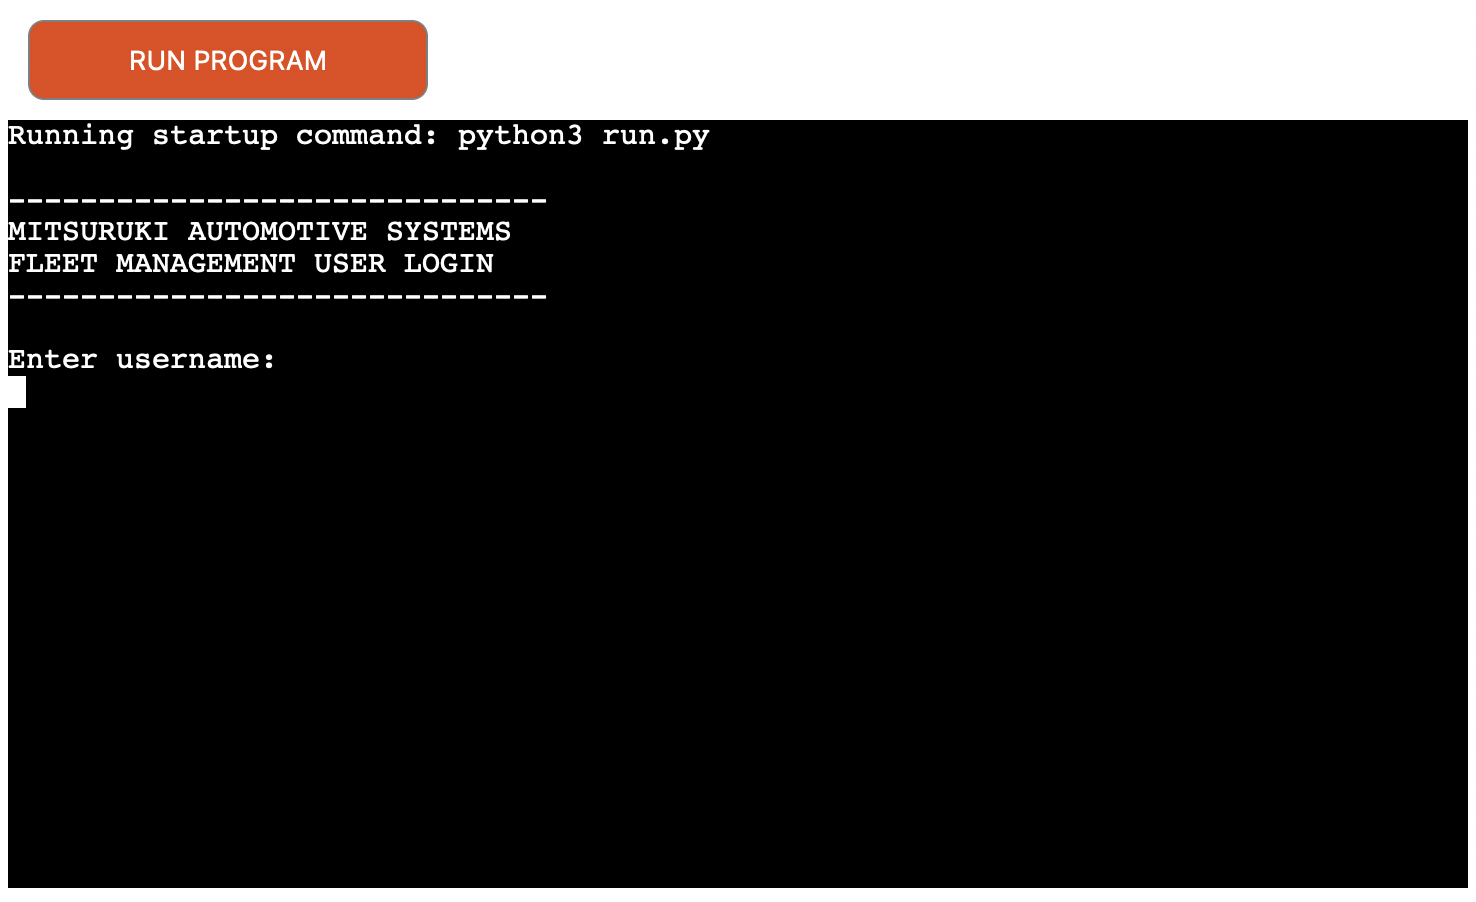 RUN PROGRAM
Running startup command: python3 run.py
------------------------------
MITSURUKI AUTOMOTIVE SYSTEMS
FLEET MANAGEMENT USER LOGIN
------------------------------
Enter username: